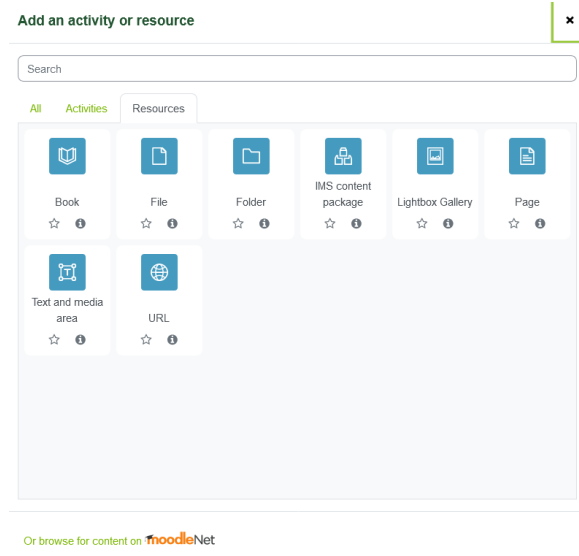 Add an activity or resource
×
Search
All Activities Resources
Book
File
Folder
IMS content
package
Lightbox Gallery
Page
Text and media
area
URL
Or browse for content on moodleNet